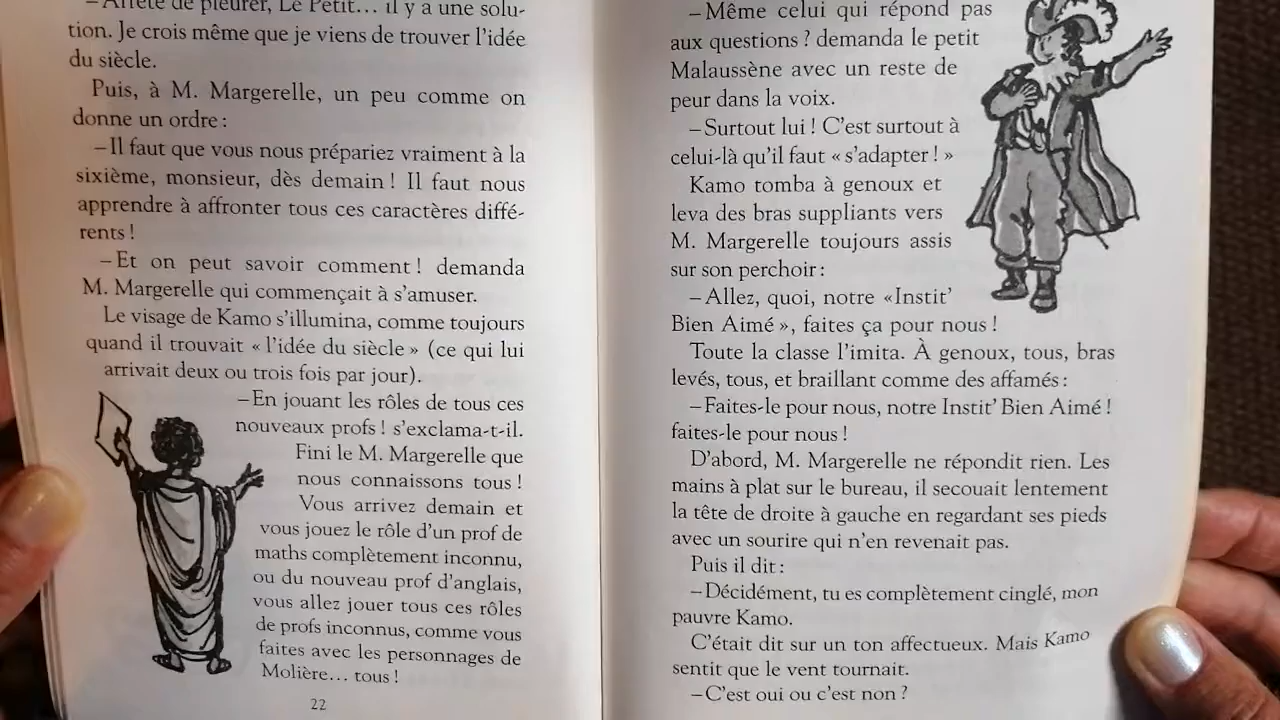 – Arrête de pleurer, Le Petit… il y a une solu-
tion. Je crois même que je viens de trouver l'idée
du siècle.
Puis, à M. Margerelle, un peu comme on
donne un ordre :
– Il faut que vous nous prépariez vraiment à la
sixième, monsieur, dès demain ! Il faut nous
apprendre à affronter tous ces caractères diffé-
rents !
– Et on peut savoir comment ! demanda
M. Margerelle qui commençait à s'amuser.
Le visage de Kamo s'illumina, comme toujours
quand il trouvait « l'idée du siècle » (ce qui lui
arrivait deux ou trois fois par jour).
– En jouant les rôles de tous ces
nouveaux profs ! s'exclama-t-il.
Fini le M. Margerelle que
nous connaissons tous !
Vous arrivez demain et
vous jouez le rôle d'un prof de
maths complètement inconnu,
ou du nouveau prof d'anglais,
vous allez jouer tous ces rôles
de profs inconnus, comme vous
faites avec les personnages de
Molière… tous !
22
– Même celui qui répond pas
aux questions ? demanda le petit
Malaussène avec un reste de
peur dans la voix.
– Surtout lui ! C'est surtout à
celui-là qu'il faut « s'adapter ! »
Kamo tomba à genoux et
leva des bras suppliants vers
M. Margerelle toujours assis
sur son perchoir :
– Allez, quoi, notre «Instit'
Bien Aimé », faites ça pour nous !
Toute la classe l'imita. À genoux, tous, bras
levés, tous, et braillant comme des affamés :
– Faites-le pour nous, notre Instit' Bien Aimé !
faites-le pour nous !
D'abord, M. Margerelle ne répondit rien. Les
mains à plat sur le bureau, il secouait lentement
la tête de droite à gauche en regardant ses pieds
avec un sourire qui n'en revenait pas.
Puis il dit :
– Décidément, tu es complètement cinglé, mon
pauvre Kamo.
C'était dit sur un ton affectueux. Mais Kamo
sentit que le vent tournait.
– C'est oui ou c'est non ?